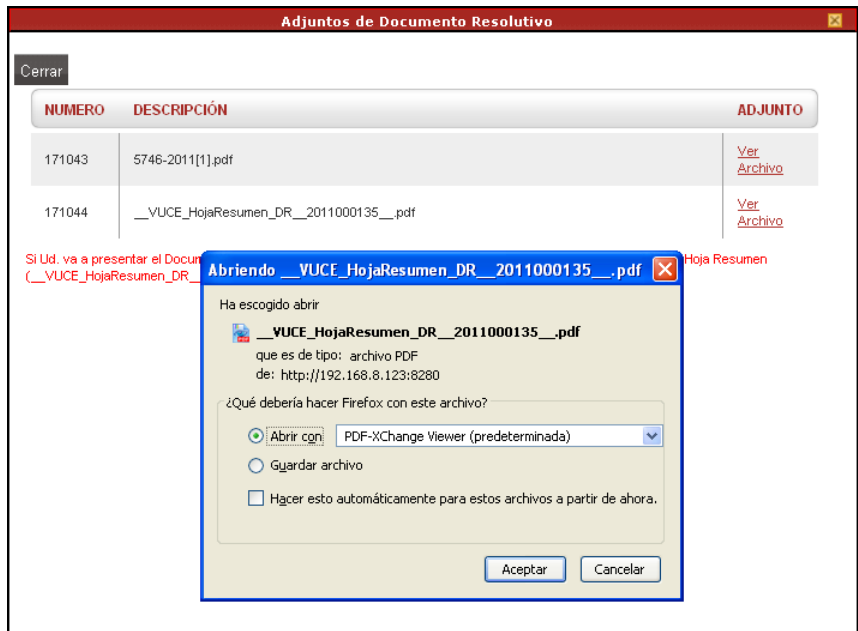 Adjuntos de Documento Resolutivo
Cerrar
NUMERO DESCRIPCIÓN ADJUNTO
171043 5746-2011[1].pdf Ver
Archivo
171044 __VUCE_HojaResumen_DR__2011000135__.pdf Ver
Archivo
Si Ud. va a presentar el Docum Hoja Resumen
(__VUCE_HojaResumen_DR__
Abriendo __VUCE_HojaResumen_DR__2011000135__.pdf
Ha escogido abrir
__VUCE_HojaResumen_DR__2011000135__.pdf
que es de tipo: archivo PDF
de: http://192.168.8.123:8280
¿Qué debería hacer Firefox con este archivo?
Abrir con PDF-XChange Viewer (predeterminada)
Guardar archivo
Hacer esto automáticamente para estos archivos a partir de ahora.
Aceptar Cancelar